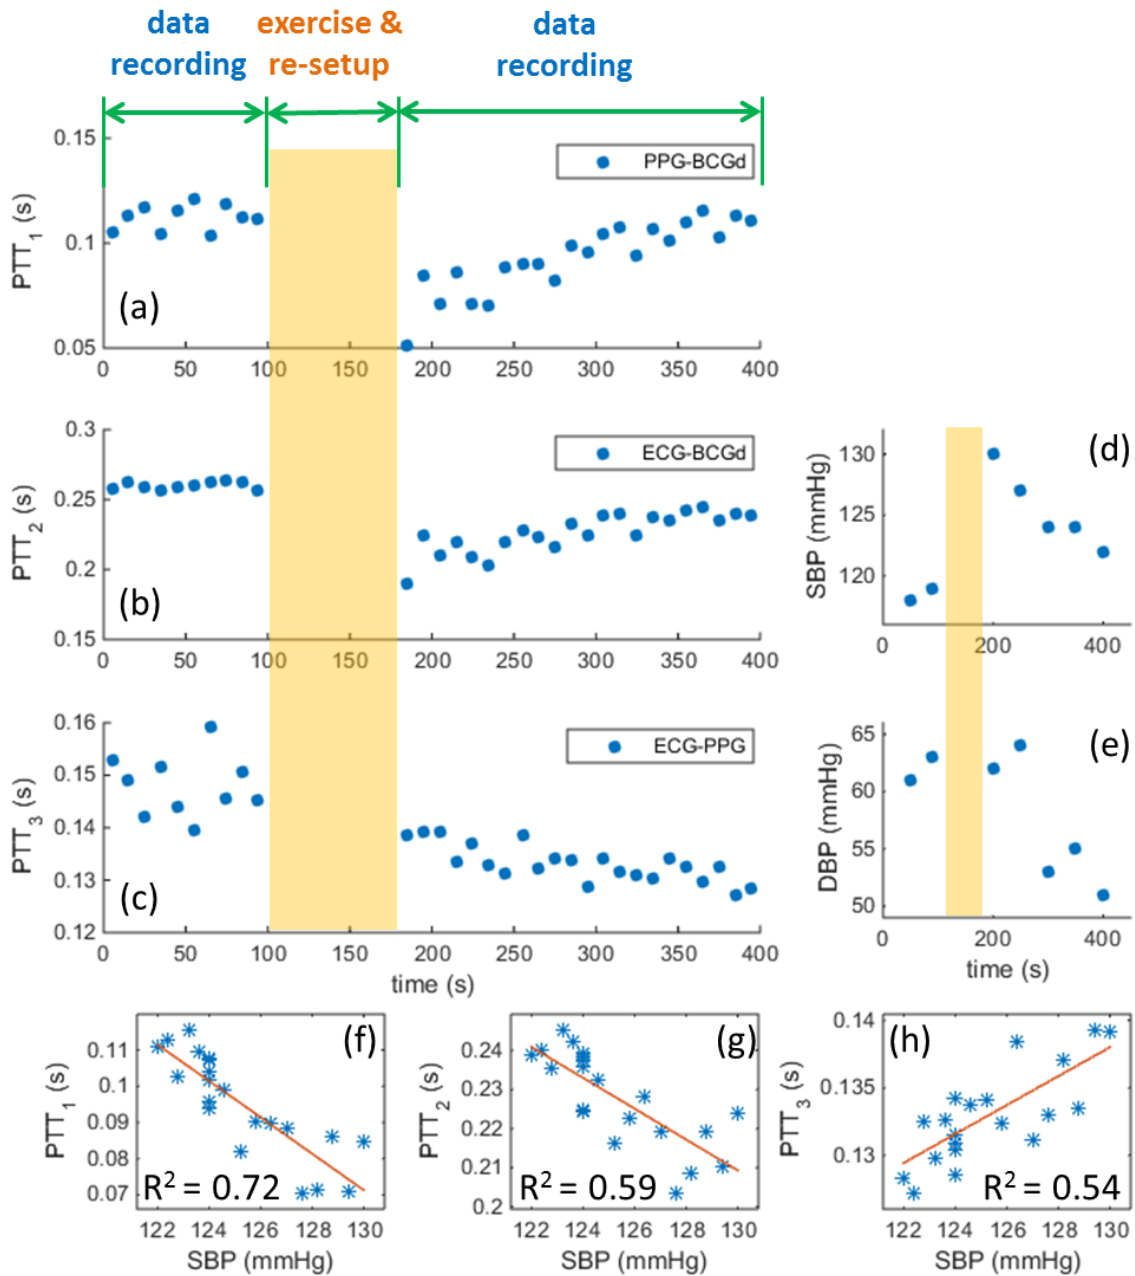 data recording
exercise & re-setup
data recording
0.15
PPG-BCGd
PTT1 (s)
0.1
(a)
0.05
0 50 100 150 200 250 300 350 400
0.3
ECG-BCGd
PTT2 (s)
0.25
0.2
(b)
0.15
0 50 100 150 200 250 300 350 400
0.16
ECG-PPG
PTT3 (s)
0.15
0.14
0.13
(c)
0.12
0 50 100 150 200 250 300 350 400
time (s)
(d)
SBP (mmHg)
130
125
120
0 200 400
(e)
DBP (mmHg)
65
60
55
50
0 200 400
time (s)
(f)
PTT1 (s)
0.11
0.1
0.09
0.08
0.07
R2 = 0.72
122 124 126 128 130
SBP (mmHg)
(g)
PTT2 (s)
0.24
0.23
0.22
0.21
0.2
R2 = 0.59
122 124 126 128 130
SBP (mmHg)
(h)
PTT3 (s)
0.14
0.135
0.13
R2 = 0.54
122 124 126 128 130
SBP (mmHg)